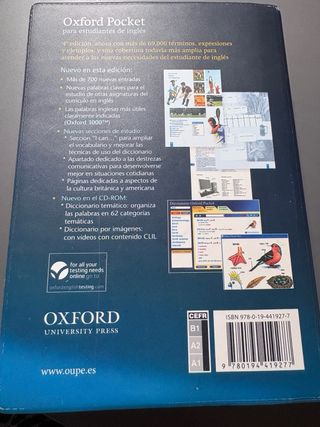 Oxford Pocket
para estudiantes de inglés
4ª edición, ahora con más de 69.000 términos, expresiones
y ejemplos, y una cobertura todavía más amplia para
atender a las nuevas necesidades del estudiante de inglés
Nuevo en esta edición:
• Más de 700 nuevas entradas
• Nuevas palabras claves para el
estudio de otras asignaturas del
currículo en inglés
• Las palabras inglesas más útiles
claramente indicadas
(Oxford 3000™)
• Nuevas secciones de estudio:
• Sección "I can..." para ampliar
el vocabulario y mejorar las
técnicas de uso del diccionario
• Apartado dedicado a las destrezas
comunicativas para desenvolverse
mejor en situaciones cotidianas
• Páginas dedicadas a aspectos de
la cultura británica y americana
• Nuevo en el CD-ROM:
• Diccionario temático: organiza
las palabras en 62 categorías
temáticas
• Diccionario por imágenes:
con vídeos con contenido CLIL
Diccionario Oxford Pocket
for all your
testing needs
online go to:
oxfordenglishtesting.com
OXFORD
UNIVERSITY PRESS
www.oupe.es
CEFR
B1
A2
A1
ISBN 978-0-19-441927-7
9 780194 419277